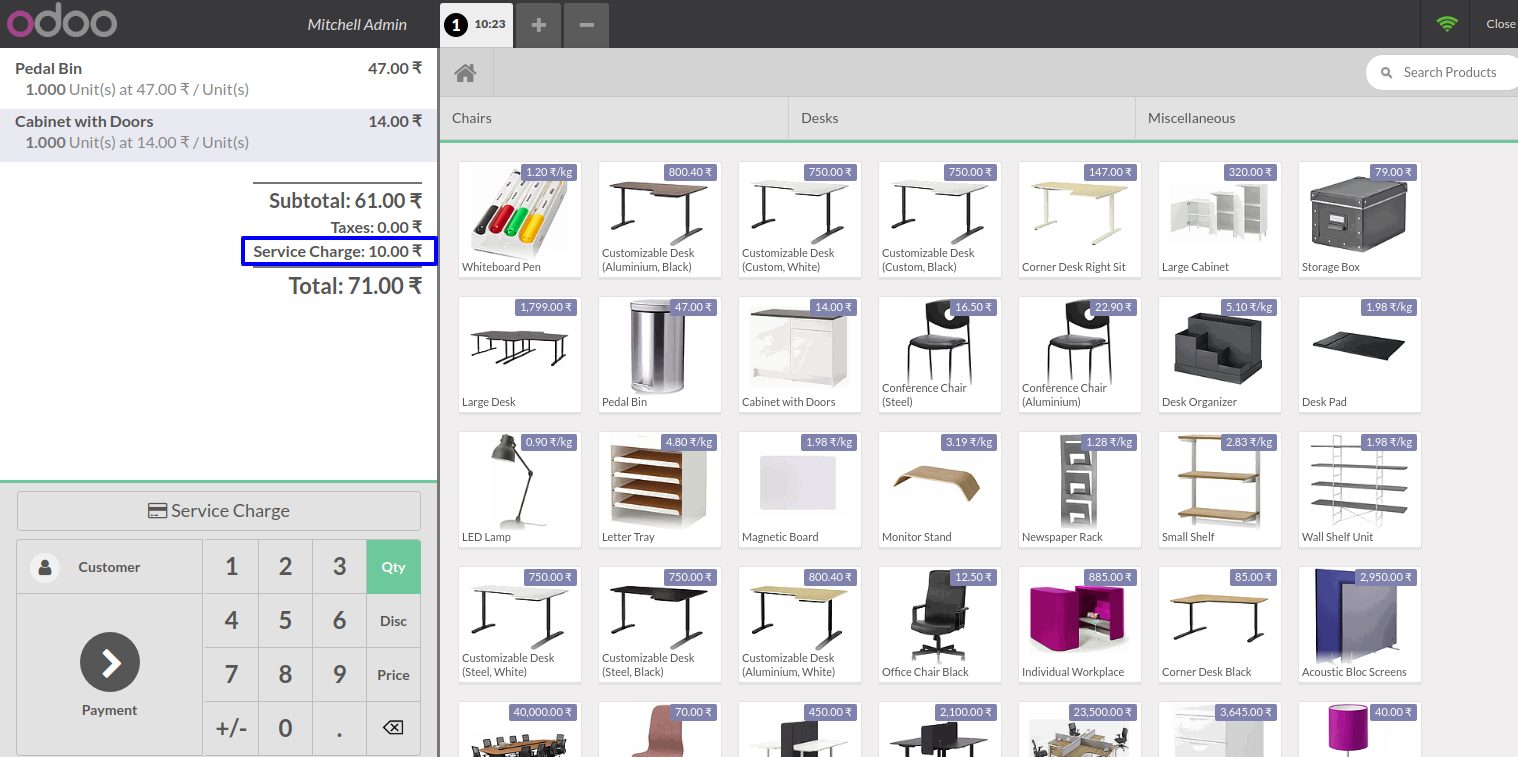 odoo
Mitchell Admin
1 10:23
+
−
Close
Pedal Bin 47.00 ₹
1.000 Unit(s) at 47.00 ₹ / Unit(s)
Cabinet with Doors 14.00 ₹
1.000 Unit(s) at 14.00 ₹ / Unit(s)
Subtotal: 61.00 ₹
Taxes: 0.00 ₹
Service Charge: 10.00 ₹
Total: 71.00 ₹
Service Charge
Customer
Payment
1 2 3 Qty
4 5 6 Disc
7 8 9 Price
+/- 0 .
Search Products
Chairs Desks Miscellaneous
1.20 ₹/kg
Whiteboard Pen
800.40 ₹
Customizable Desk
(Aluminium, Black)
750.00 ₹
Customizable Desk
(Custom, White)
750.00 ₹
Customizable Desk
(Custom, Black)
147.00 ₹
Corner Desk Right Sit
320.00 ₹
Large Cabinet
79.00 ₹
Storage Box
1,799.00 ₹
Large Desk
47.00 ₹
Pedal Bin
14.00 ₹
Cabinet with Doors
16.50 ₹
Conference Chair
(Steel)
22.90 ₹
Conference Chair
(Aluminium)
5.10 ₹/kg
Desk Organizer
1.98 ₹/kg
Desk Pad
0.90 ₹/kg
LED Lamp
4.80 ₹/kg
Letter Tray
1.98 ₹/kg
Magnetic Board
3.19 ₹/kg
Monitor Stand
1.28 ₹/kg
Newspaper Rack
2.83 ₹/kg
Small Shelf
1.98 ₹/kg
Wall Shelf Unit
750.00 ₹
Customizable Desk
(Steel, White)
750.00 ₹
Customizable Desk
(Steel, Black)
800.40 ₹
Customizable Desk
(Aluminium, White)
12.50 ₹
Office Chair Black
885.00 ₹
Individual Workplace
85.00 ₹
Corner Desk Black
2,950.00 ₹
Acoustic Bloc Screens
40,000.00 ₹
70.00 ₹
450.00 ₹
2,100.00 ₹
23,500.00 ₹
3,645.00 ₹
40.00 ₹